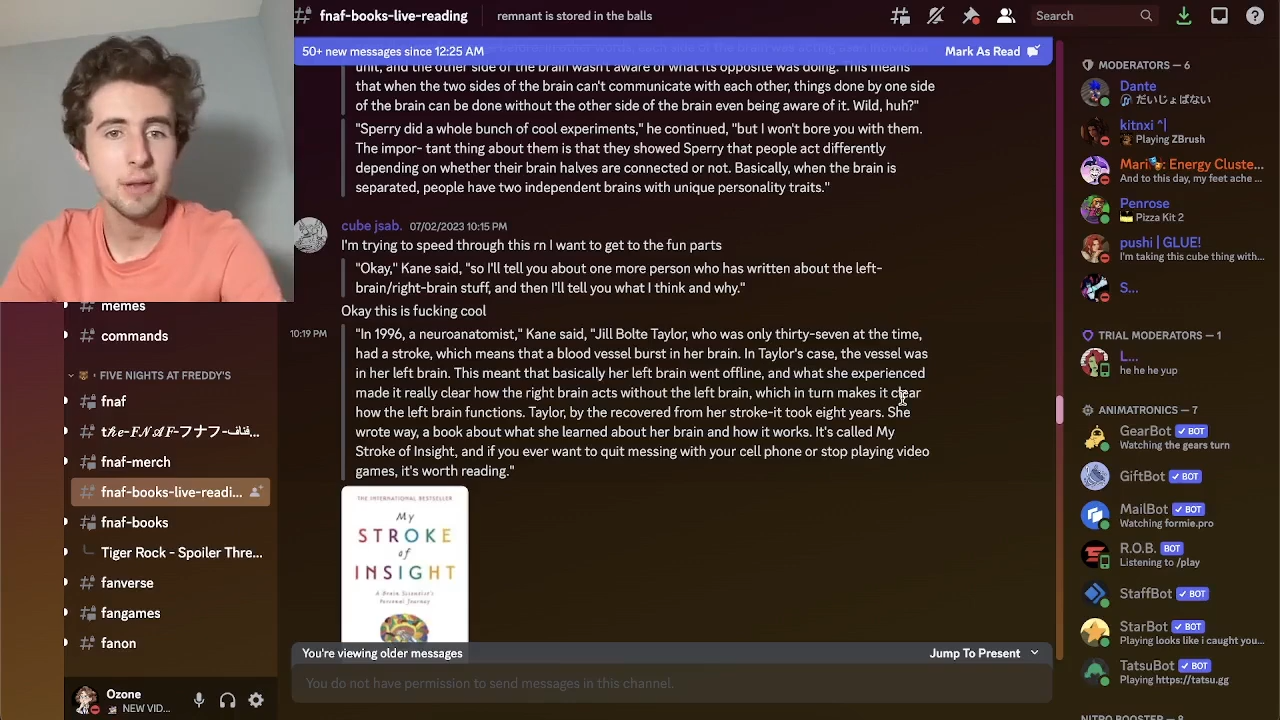 fnaf-books-live-reading
remnant is stored in the balls
Search
50+ new messages since 12:25 AM
Mark As Read
unit, and the other side of the brain wasn't aware of what its opposite was doing. This means
that when the two sides of the brain can't communicate with each other, things done by one side
of the brain can be done without the other side of the brain even being aware of it. Wild, huh?"
"Sperry did a whole bunch of cool experiments," he continued, "but I won't bore you with them.
The impor- tant thing about them is that they showed Sperry that people act differently
depending on whether their brain halves are connected or not. Basically, when the brain is
separated, people have two independent brains with unique personality traits."
cube jsab. 07/02/2023 10:15 PM
I'm trying to speed through this rn I want to get to the fun parts
"Okay," Kane said, "so I'll tell you about one more person who has written about the left-
brain/right-brain stuff, and then I'll tell you what I think and why."
Okay this is fucking cool
10:19 PM
"In 1996, a neuroanatomist," Kane said, "Jill Bolte Taylor, who was only thirty-seven at the time,
had a stroke, which means that a blood vessel burst in her brain. In Taylor's case, the vessel was
in her left brain. This meant that basically her left brain went offline, and what she experienced
made it really clear how the right brain acts without the left brain, which in turn makes it clear
how the left brain functions. Taylor, by the recovered from her stroke-it took eight years. She
wrote way, a book about what she learned about her brain and how it works. It's called My
Stroke of Insight, and if you ever want to quit messing with your cell phone or stop playing video
games, it's worth reading."
THE INTERNATIONAL BESTSELLER
My
STROKE
of
INSIGHT
A Brain Scientist's
Personal Journey
You're viewing older messages
Jump To Present
You do not have permission to send messages in this channel.
memes
commands
FIVE NIGHTS AT FREDDY'S
fnaf
fnaf-merch
fnaf-books-live-readi...
fnaf-books
Tiger Rock - Spoiler Thre...
fanverse
fangames
fanon
Ozone
NEW VID...
MODERATORS — 6
Dante
だいじょばない
kitnxi ^|
Playing ZBrush
Energy Cluste...
And to this day, my feet ache ...
Penrose
Pizza Kit 2
pushi | GLUE!
I'm taking this cube thing with...
S...
TRIAL MODERATORS — 1
L...
he he he yup
ANIMATRONICS — 7
GearBot BOT
Watching the gears turn
GiftBot BOT
MailBot BOT
Watching formie.pro
R.O.B. BOT
Listening to /play
StaffBot BOT
StarBot BOT
Playing looks like i caught you...
TatsuBot BOT
Playing https://tatsu.gg